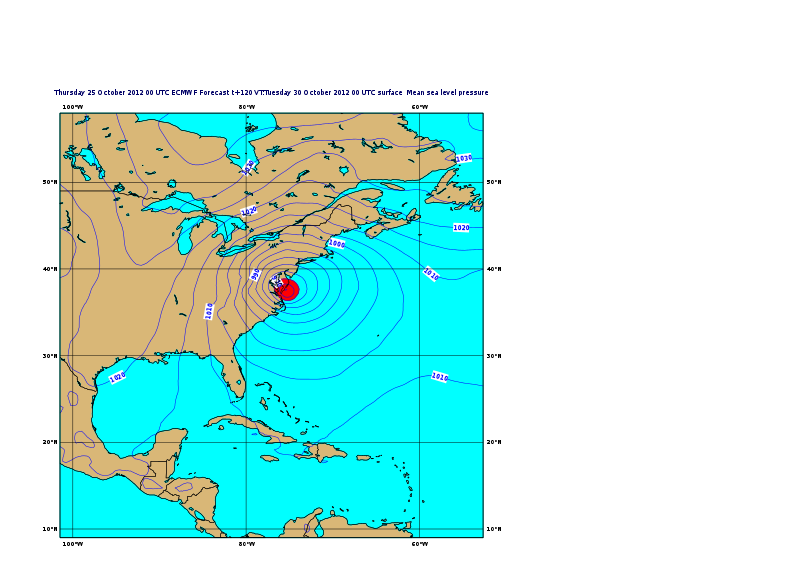 Thursday 25 October 2012 00 UTC ECMWF Forecast t+120 VT:Tuesday 30 October 2012 00 UTC surface Mean sea level pressure
100°W 80°W 60°W
1030
1030
50°N 50°N
1020
1020
1000
40°N 990 1010 40°N
1010
30°N 30°N
1020 1010
20°N 20°N
10°N 10°N
100°W 80°W 60°W